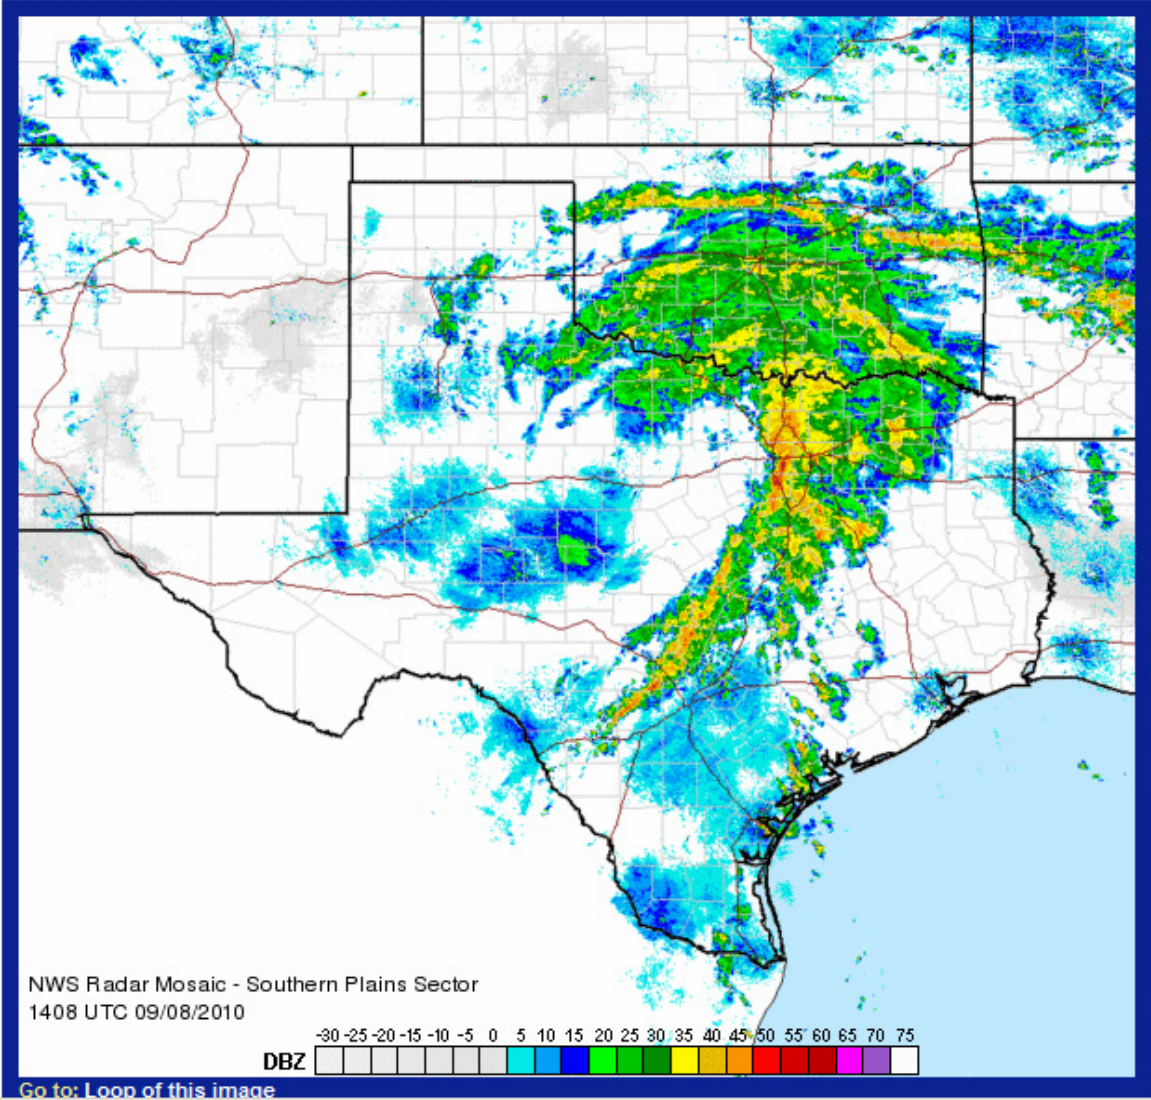 NWS Radar Mosaic - Southern Plains Sector
1408 UTC 09/08/2010
-30 -25 -20 -15 -10 -5 0 5 10 15 20 25 30 35 40 45 50 55 60 65 70 75
DBZ
Go to: Loop of this image